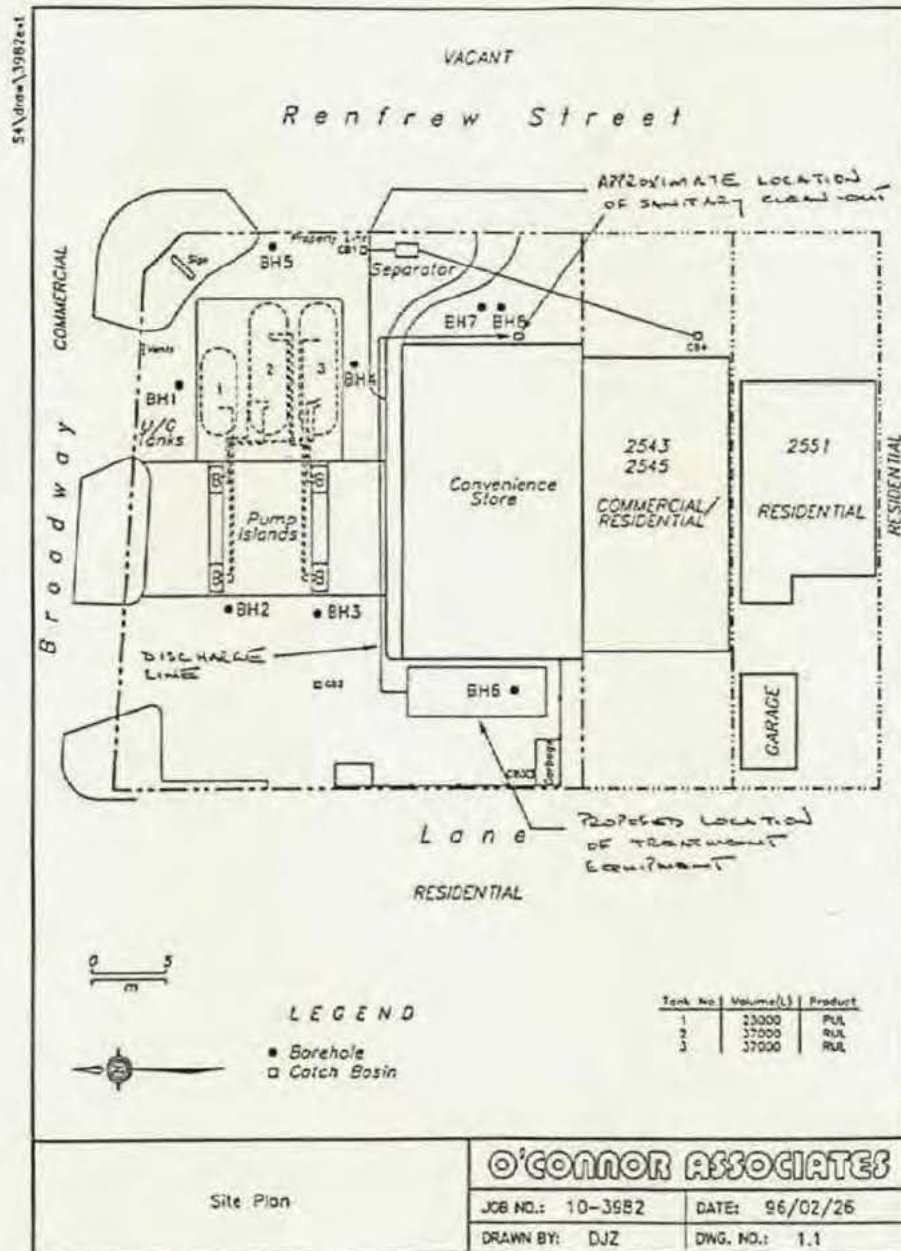 S4\draw\3982e-1
VACANT
Renfrew Street
APPROXIMATE LOCATION
OF SANITARY CLEAN-OUT
COMMERCIAL
Broadway
Sign
BH5
Property Line
CB1
Separator
BH7
BH8
CB4
Vents
BH1
U/G
Tanks
1
2
3
Pump
Islands
Convenience
Store
2543
2545
COMMERCIAL/
RESIDENTIAL
2551
RESIDENTIAL
RESIDENTIAL
BH2
BH3
DISCHARGE
LINE
CB2
BH6
CB3
Garbage
GARAGE
Lane
PROPOSED LOCATION
OF TREATMENT
EQUIPMENT
RESIDENTIAL
0 5
m
LEGEND
Borehole
Catch Basin
Tank No. Volume(L) Product
1 23000 PUL
2 37000 RUL
3 37000 RUL
Site Plan
O'CONNOR ASSOCIATES
JOB NO.: 10-3982
DATE: 96/02/26
DRAWN BY: DJZ
DWG. NO.: 1.1